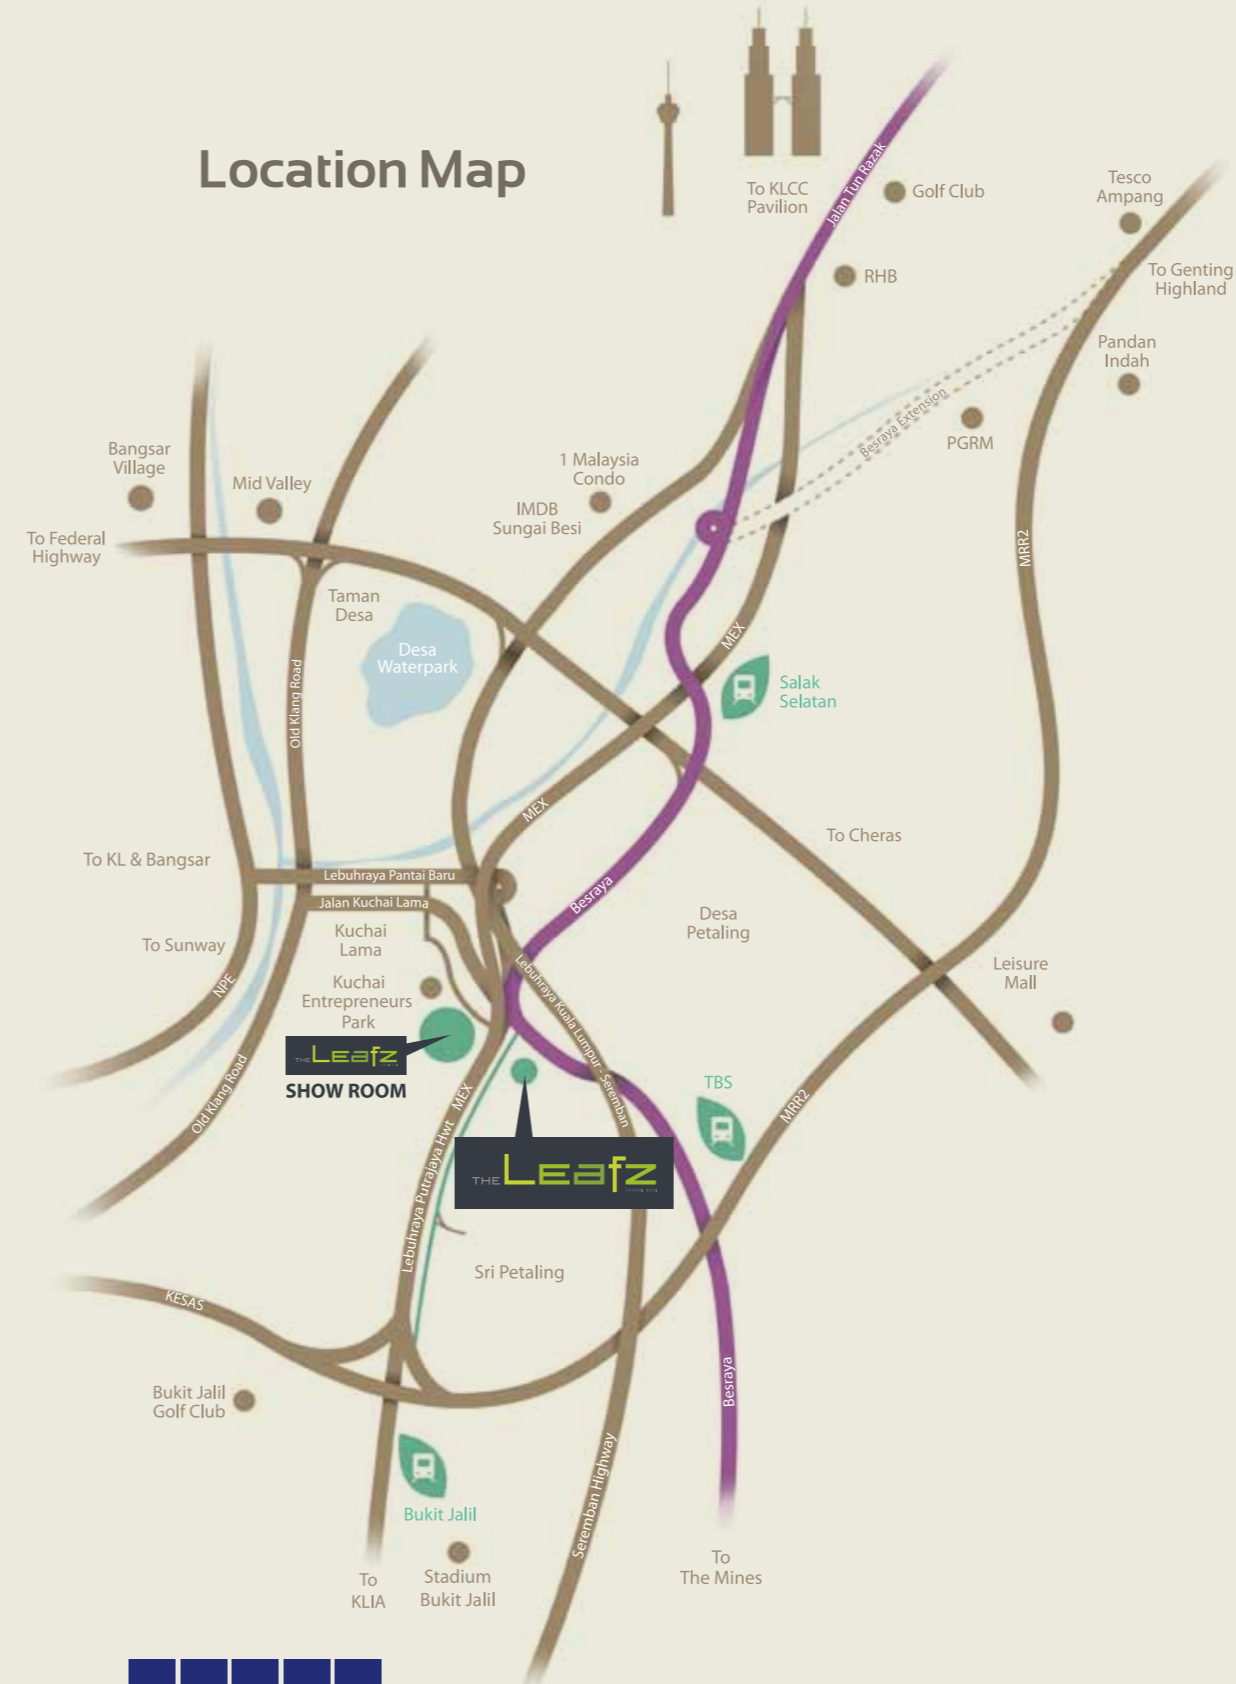 Location Map
To KLCC
Pavilion
Jalan Tun Razak
Golf Club
Tesco
Ampang
RHB
To Genting
Highland
Pandan
Indah
Besraya Extension
PGRM
Bangsar
Village
Mid Valley
1 Malaysia
Condo
IMDB
Sungai Besi
To Federal
Highway
MRR2
Taman
Desa
Desa
Waterpark
Old Klang Road
MEX
Salak
Selatan
MEX
To Cheras
To KL & Bangsar
Lebuhraya Pantai Baru
Jalan Kuchai Lama
Besraya
Kuchai
Lama
Desa
Petaling
To Sunway
NPE
Kuchai
Entrepreneurs
Park
Leisure
Mall
Lebuhraya Kuala Lumpur - Seremban
THE Leafz
SHOW ROOM
Old Klang Road
TBS
MRR2
Lebuhraya Putrajaya Hwt MEX
THE Leafz
Sri Petaling
KESAS
Bukit Jalil
Golf Club
Besraya
Seremban Highway
Bukit Jalil
To
KLIA
Stadium
Bukit Jalil
To
The Mines